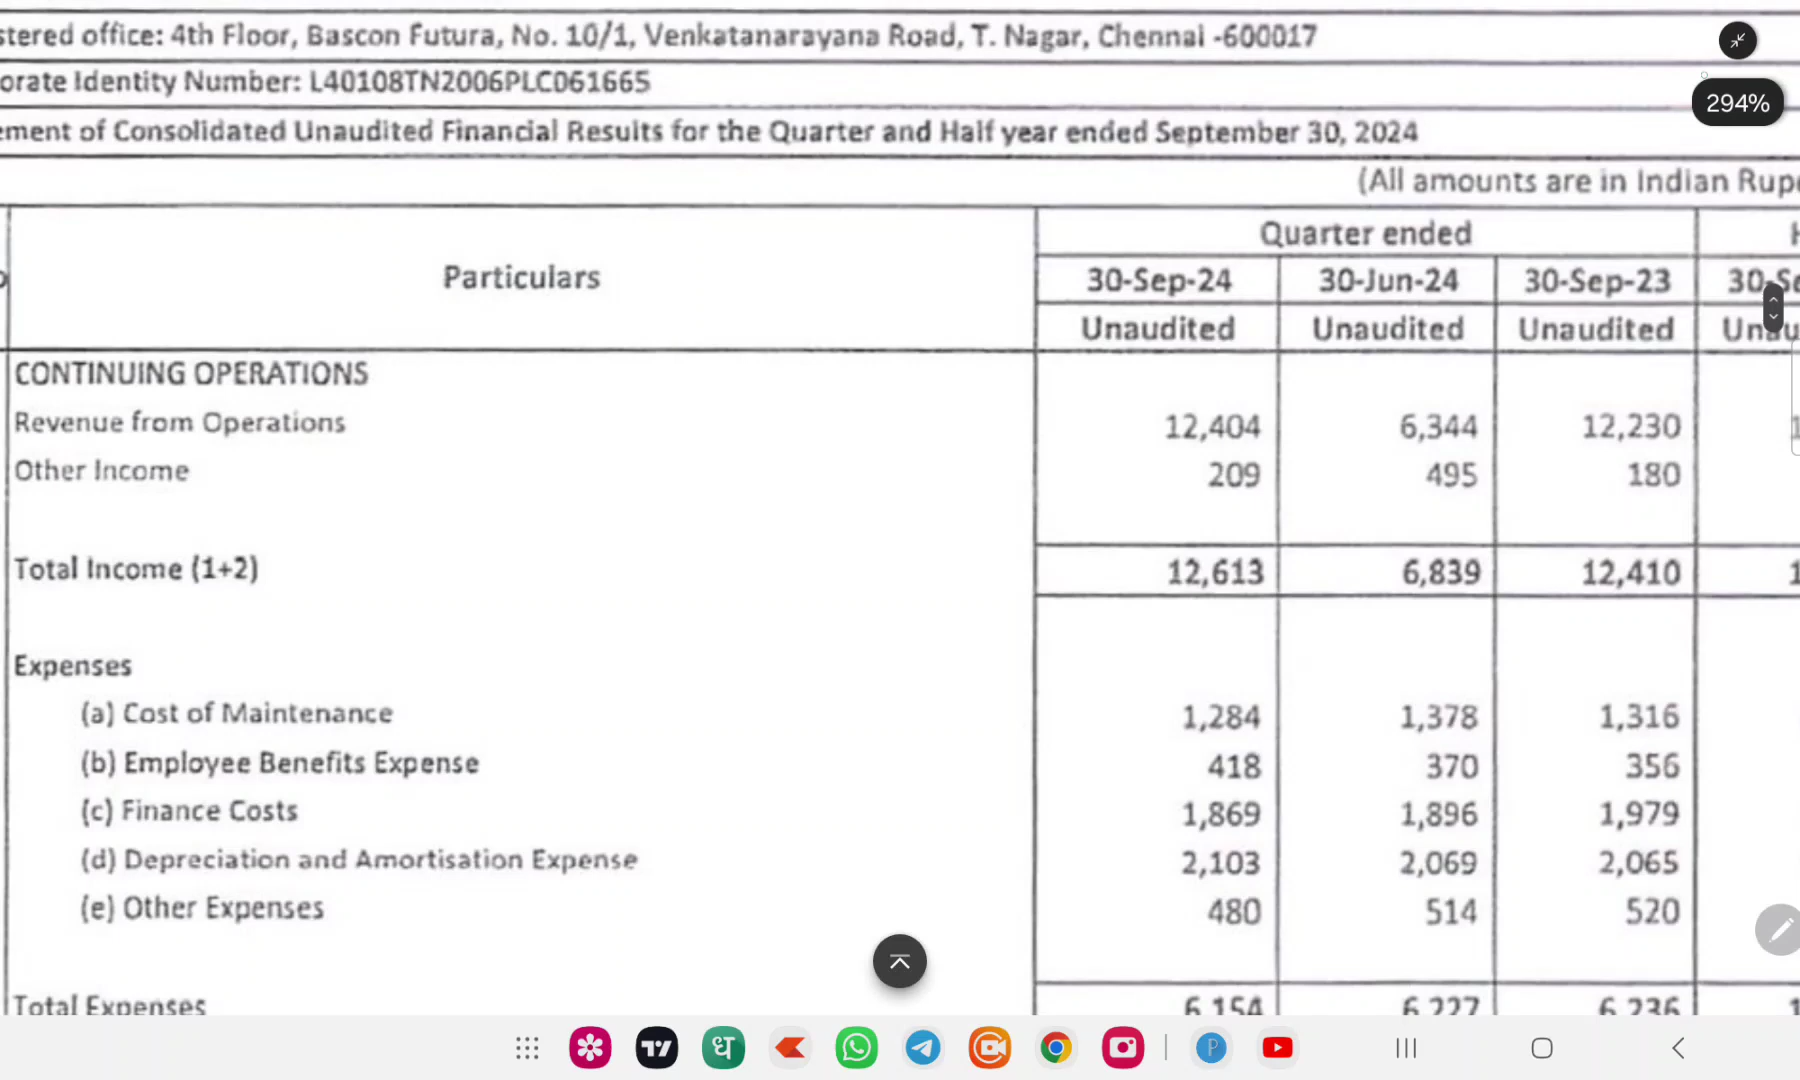 stered office: 4th Floor, Bascon Futura, No. 10/1, Venkatanarayana Road, T. Nagar, Chennai -600017
orate Identity Number: L40108TN2006PLC061665
294%
ement of Consolidated Unaudited Financial Results for the Quarter and Half year ended September 30, 2024
(All amounts are in Indian Rup
Particulars Quarter ended
30-Sep-24 30-Jun-24 30-Sep-23
Unaudited Unaudited Unaudited
CONTINUING OPERATIONS
Revenue from Operations 12,404 6,344 12,230
Other Income 209 495 180
Total Income (1+2) 12,613 6,839 12,410
Expenses
(a) Cost of Maintenance 1,284 1,378 1,316
(b) Employee Benefits Expense 418 370 356
(c) Finance Costs 1,869 1,896 1,979
(d) Depreciation and Amortisation Expense 2,103 2,069 2,065
(e) Other Expenses 480 514 520
Total Expenses 6,154 6,227 6,236